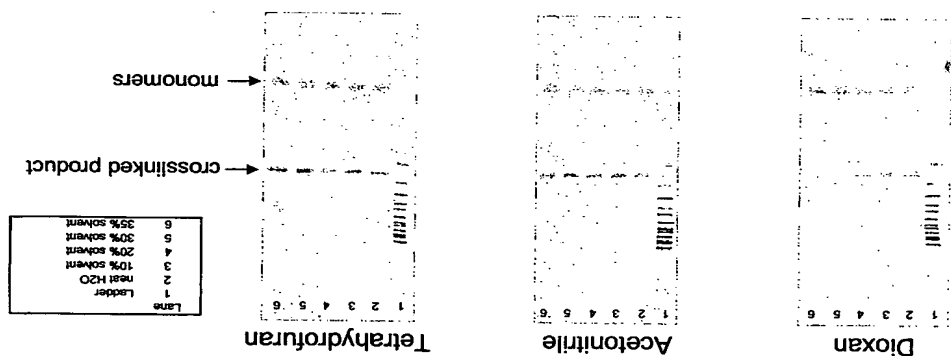 Dioxan
1 2 3 4 5 6
Acetonitrile
1 2 3 4 5 6
Tetrahydrofuran
1 2 3 4 5 6
Lane
1 Ladder
2 neat H2O
3 10% solvent
4 20% solvent
5 30% solvent
6 35% solvent
crosslinked product
monomers